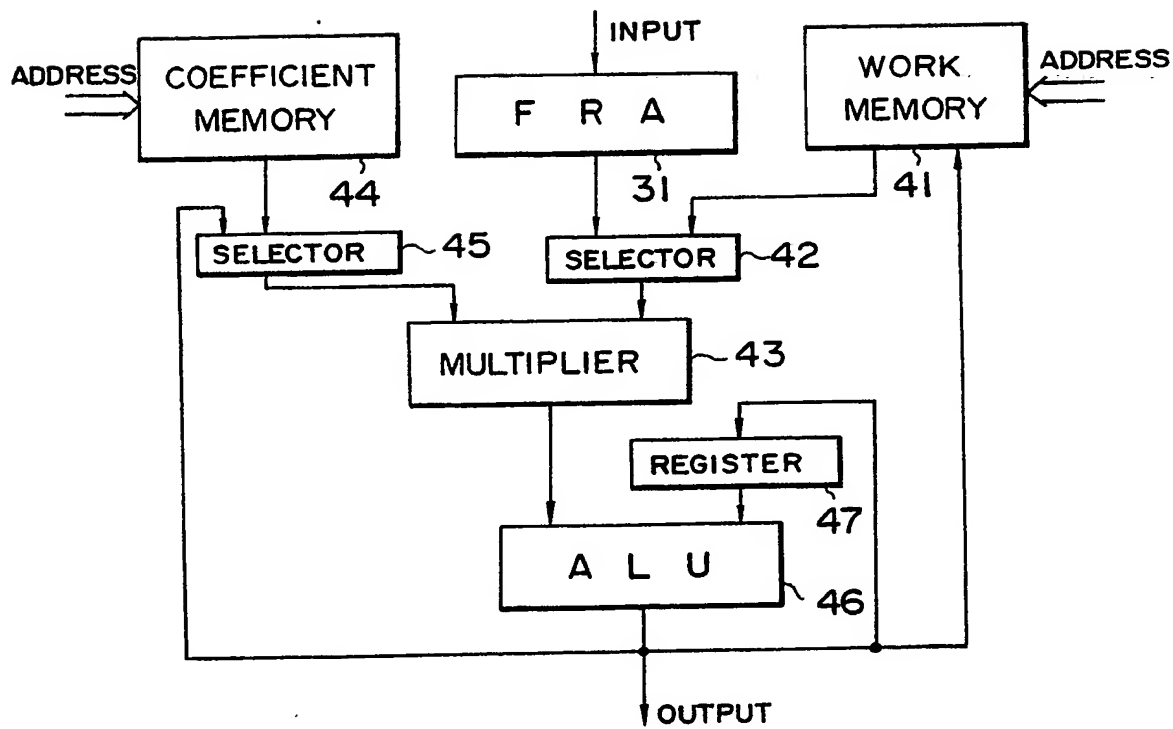 INPUT
ADDRESS
COEFFICIENT
MEMORY
44
F R A
31
WORK
MEMORY
41
ADDRESS
SELECTOR
45
SELECTOR
42
MULTIPLIER
43
REGISTER
47
A L U
46
OUTPUT